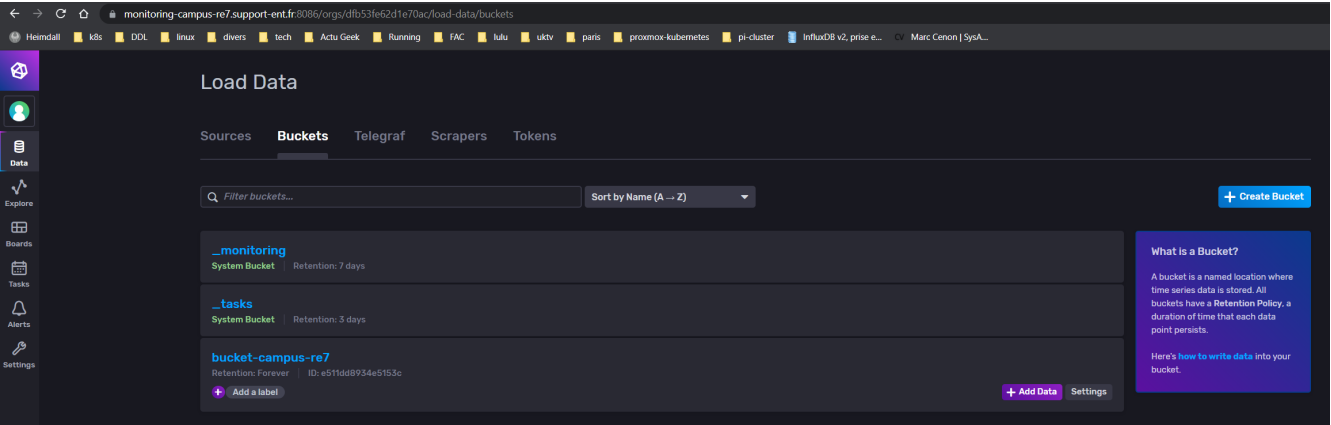 monitoring-campus-re7.support-ent.fr:8086/orgs/dfb53fe62d1e70ac/load-data/buckets
Heimdall k8s DDL linux divers tech Actu Geek Running FAC lulu uktv paris proxmox-kubernetes pi-cluster InfluxDB v2, prise e... CV Marc Cenon | SysA...
Load Data
Sources Buckets Telegraf Scrapers Tokens
Data
Explore
Boards
Tasks
Alerts
Settings
Filter buckets... Sort by Name (A → Z) + Create Bucket
_monitoring
System Bucket Retention: 7 days
_tasks
System Bucket Retention: 3 days
bucket-campus-re7
Retention: Forever ID: e511dd8934e5153c
+ Add a label + Add Data Settings
What is a Bucket?
A bucket is a named location where
time series data is stored. All
buckets have a Retention Policy, a
duration of time that each data
point persists.
Here's how to write data into your
bucket.